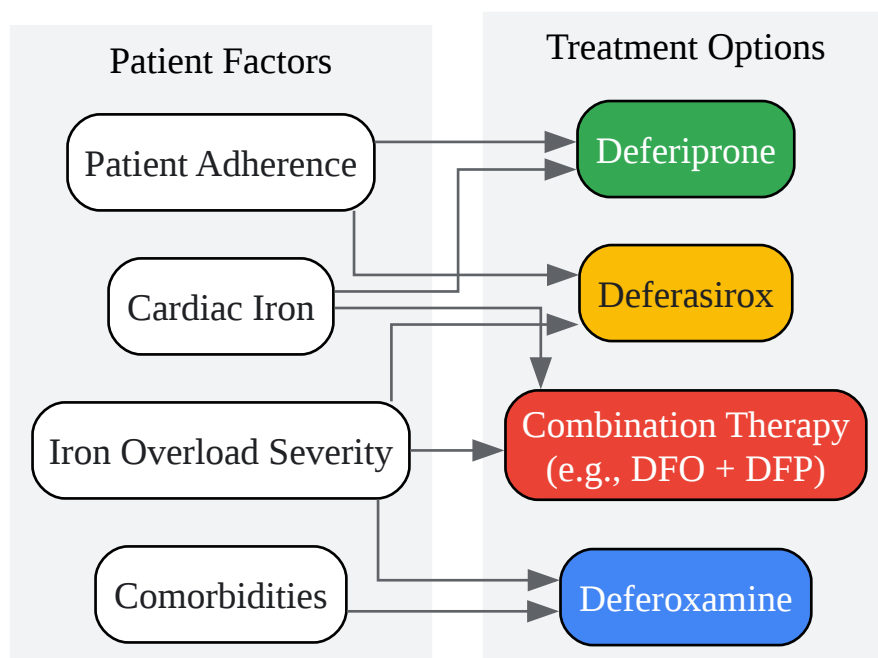 Patient Factors
Treatment Options
Patient Adherence
Deferiprone
Cardiac Iron
Deferasirox
Iron Overload Severity
Combination Therapy
(e.g., DFO + DFP)
Comorbidities
Deferoxamine